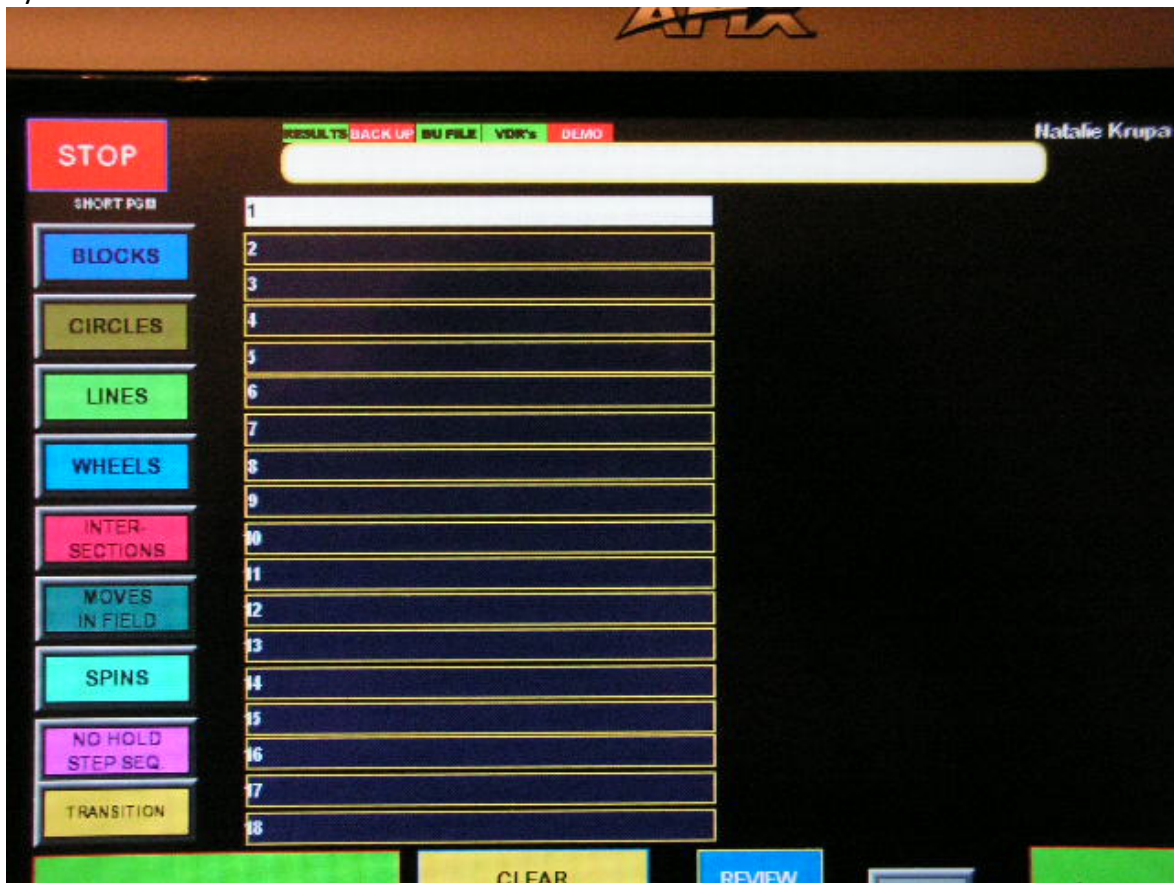 AMX
STOP
RESULTS BACK UP BU FILE VDR's DEMO
Natalie Krupa
SHORT PGM
1
BLOCKS
2
3
CIRCLES
4
5
LINES
6
7
WHEELS
8
9
INTER-
SECTIONS
10
11
MOVES
IN FIELD
12
13
SPINS
14
15
NO HOLD
STEP SEQ.
16
17
TRANSITION
18
CLEAR
REVIEW